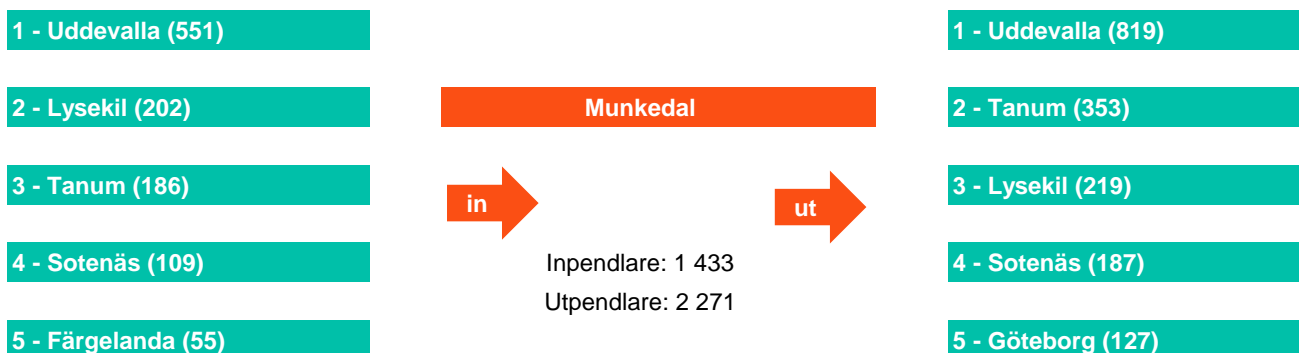 1 - Uddevalla (551)
2 - Lysekil (202)
3 - Tanum (186)
4 - Sotenäs (109)
5 - Färgelanda (55)
Munkedal
in
ut
Inpendlare: 1 433
Utpendlare: 2 271
1 - Uddevalla (819)
2 - Tanum (353)
3 - Lysekil (219)
4 - Sotenäs (187)
5 - Göteborg (127)